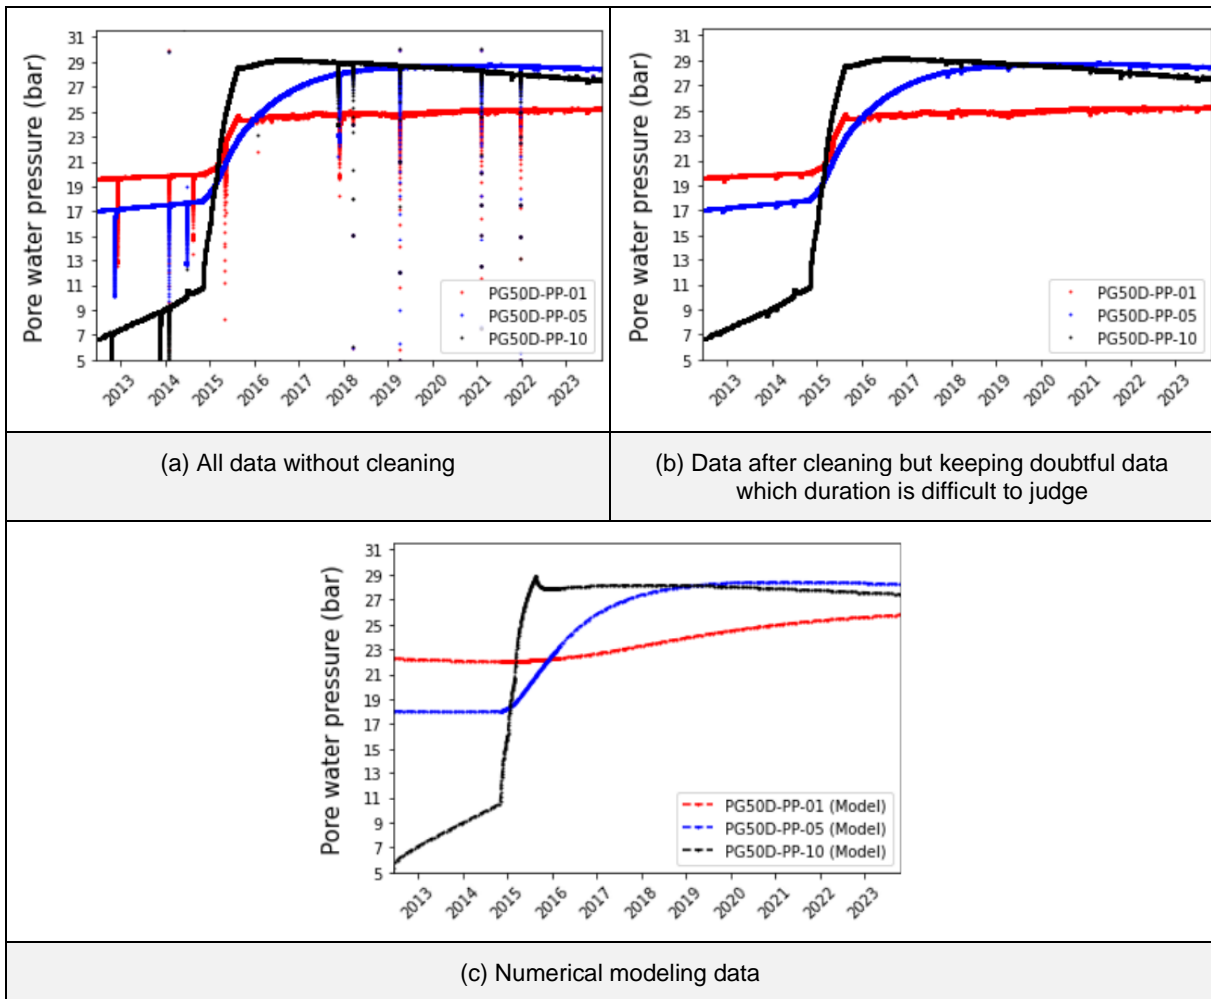 31
29
27
25
23
21
19
17
15
13
11
9
7
5
Pore water pressure (bar)
PG50D-PP-01
PG50D-PP-05
PG50D-PP-10
2013 2014 2015 2016 2017 2018 2019 2020 2021 2022 2023
31
29
27
25
23
21
19
17
15
13
11
9
7
5
Pore water pressure (bar)
PG50D-PP-01
PG50D-PP-05
PG50D-PP-10
2013 2014 2015 2016 2017 2018 2019 2020 2021 2022 2023
(a) All data without cleaning
(b) Data after cleaning but keeping doubtful data
which duration is difficult to judge
31
29
27
25
23
21
19
17
15
13
11
9
7
5
Pore water pressure (bar)
PG50D-PP-01 (Model)
PG50D-PP-05 (Model)
PG50D-PP-10 (Model)
2013 2014 2015 2016 2017 2018 2019 2020 2021 2022 2023
(c) Numerical modeling data